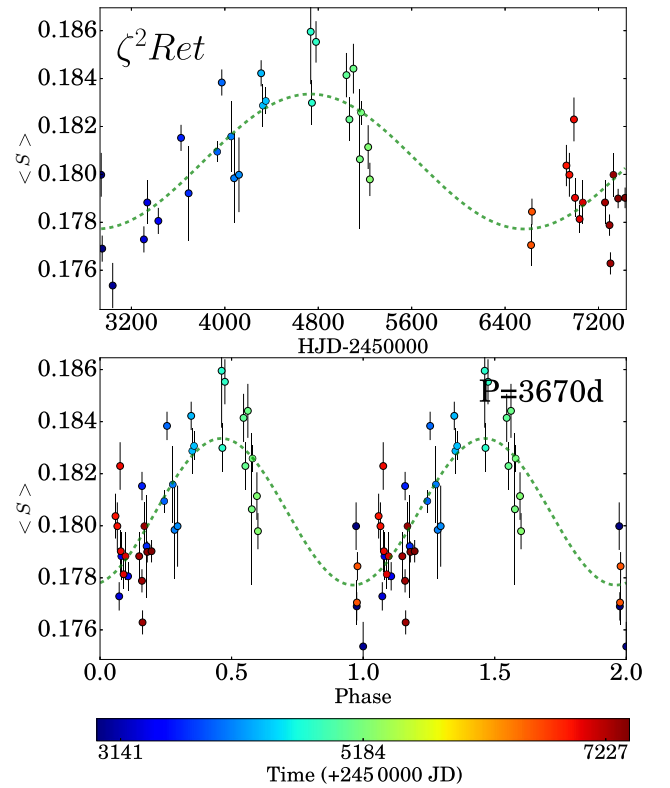 0.186
ζ²Ret
0.184
0.182
0.180
0.178
0.176
<S>
3200 4000 4800 5600 6400 7200
HJD-2450000
0.186
P=3670d
0.184
0.182
0.180
0.178
0.176
<S>
0.0 0.5 1.0 1.5 2.0
Phase
3141 5184 7227
Time (+245 0000 JD)